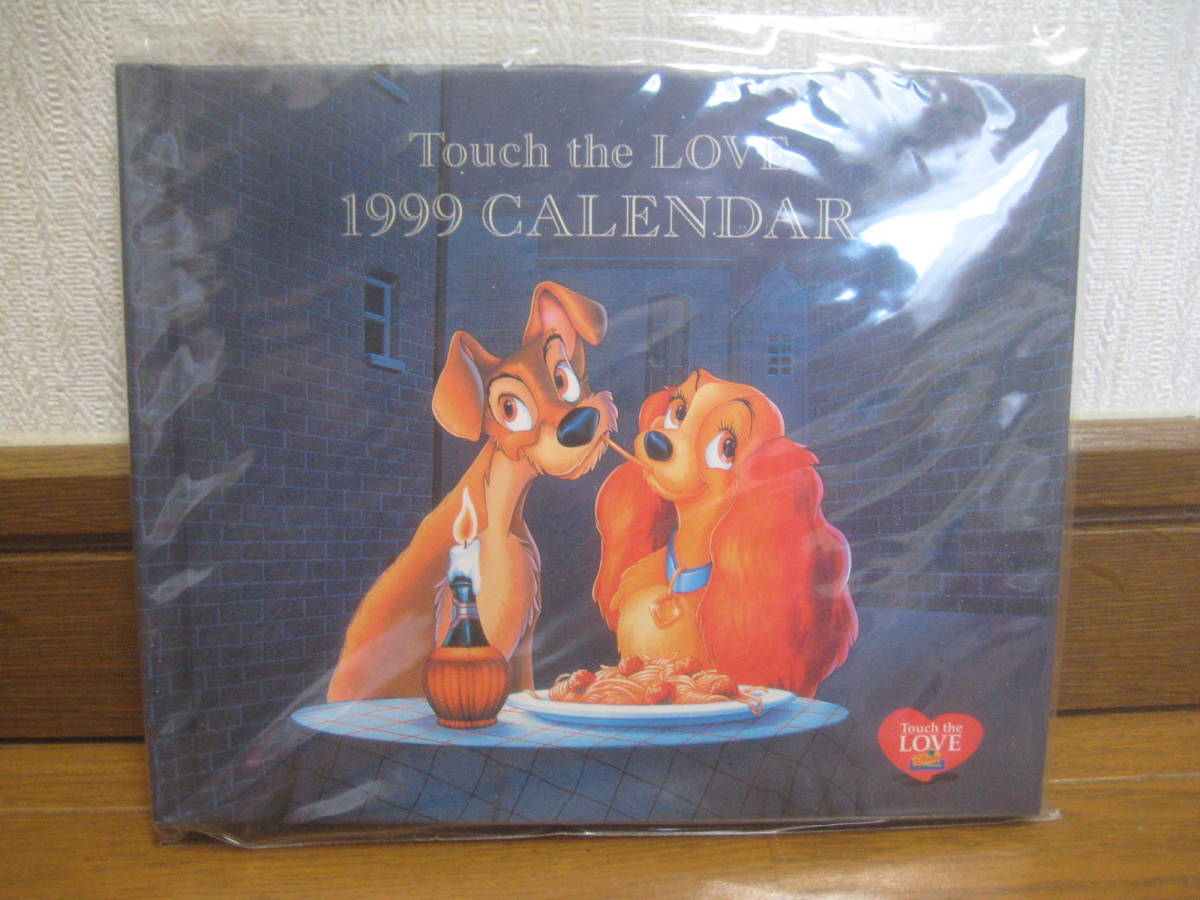 Touch the LOVE
1999 CALENDAR
Touch the
LOVE